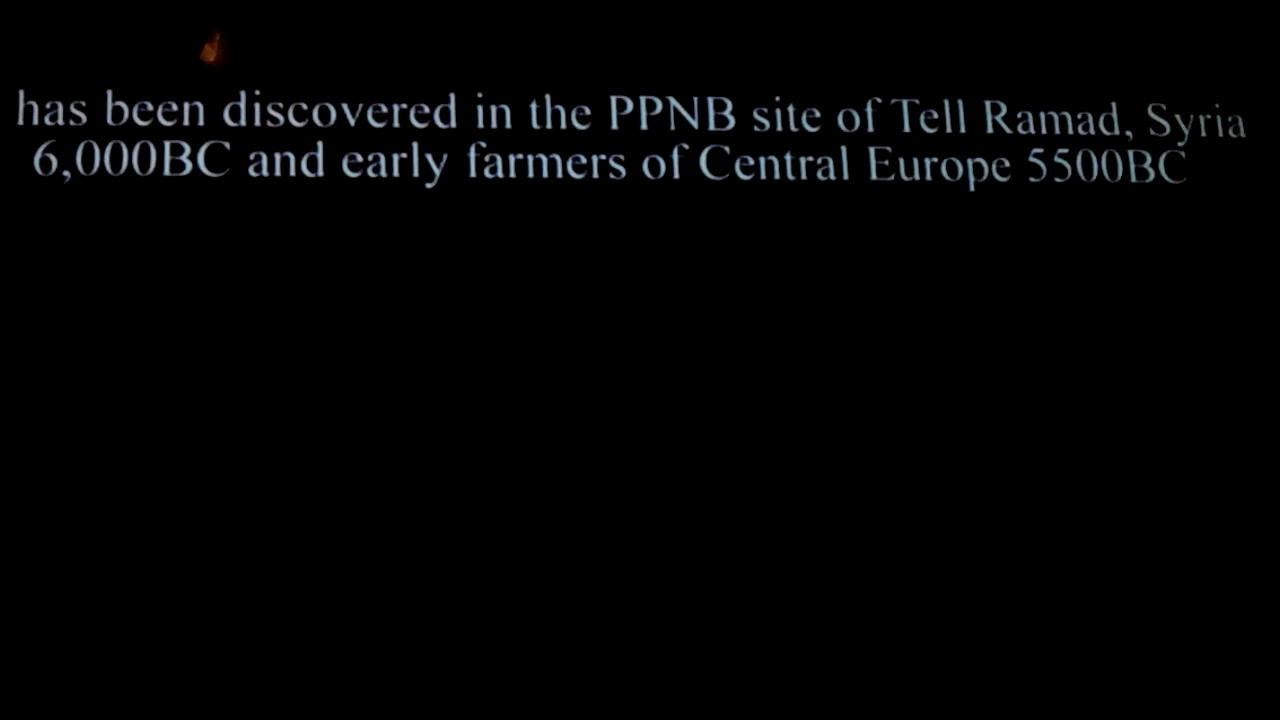 has been discovered in the PPNB site of Tell Ramad, Syria
6,000BC and early farmers of Central Europe 5500BC